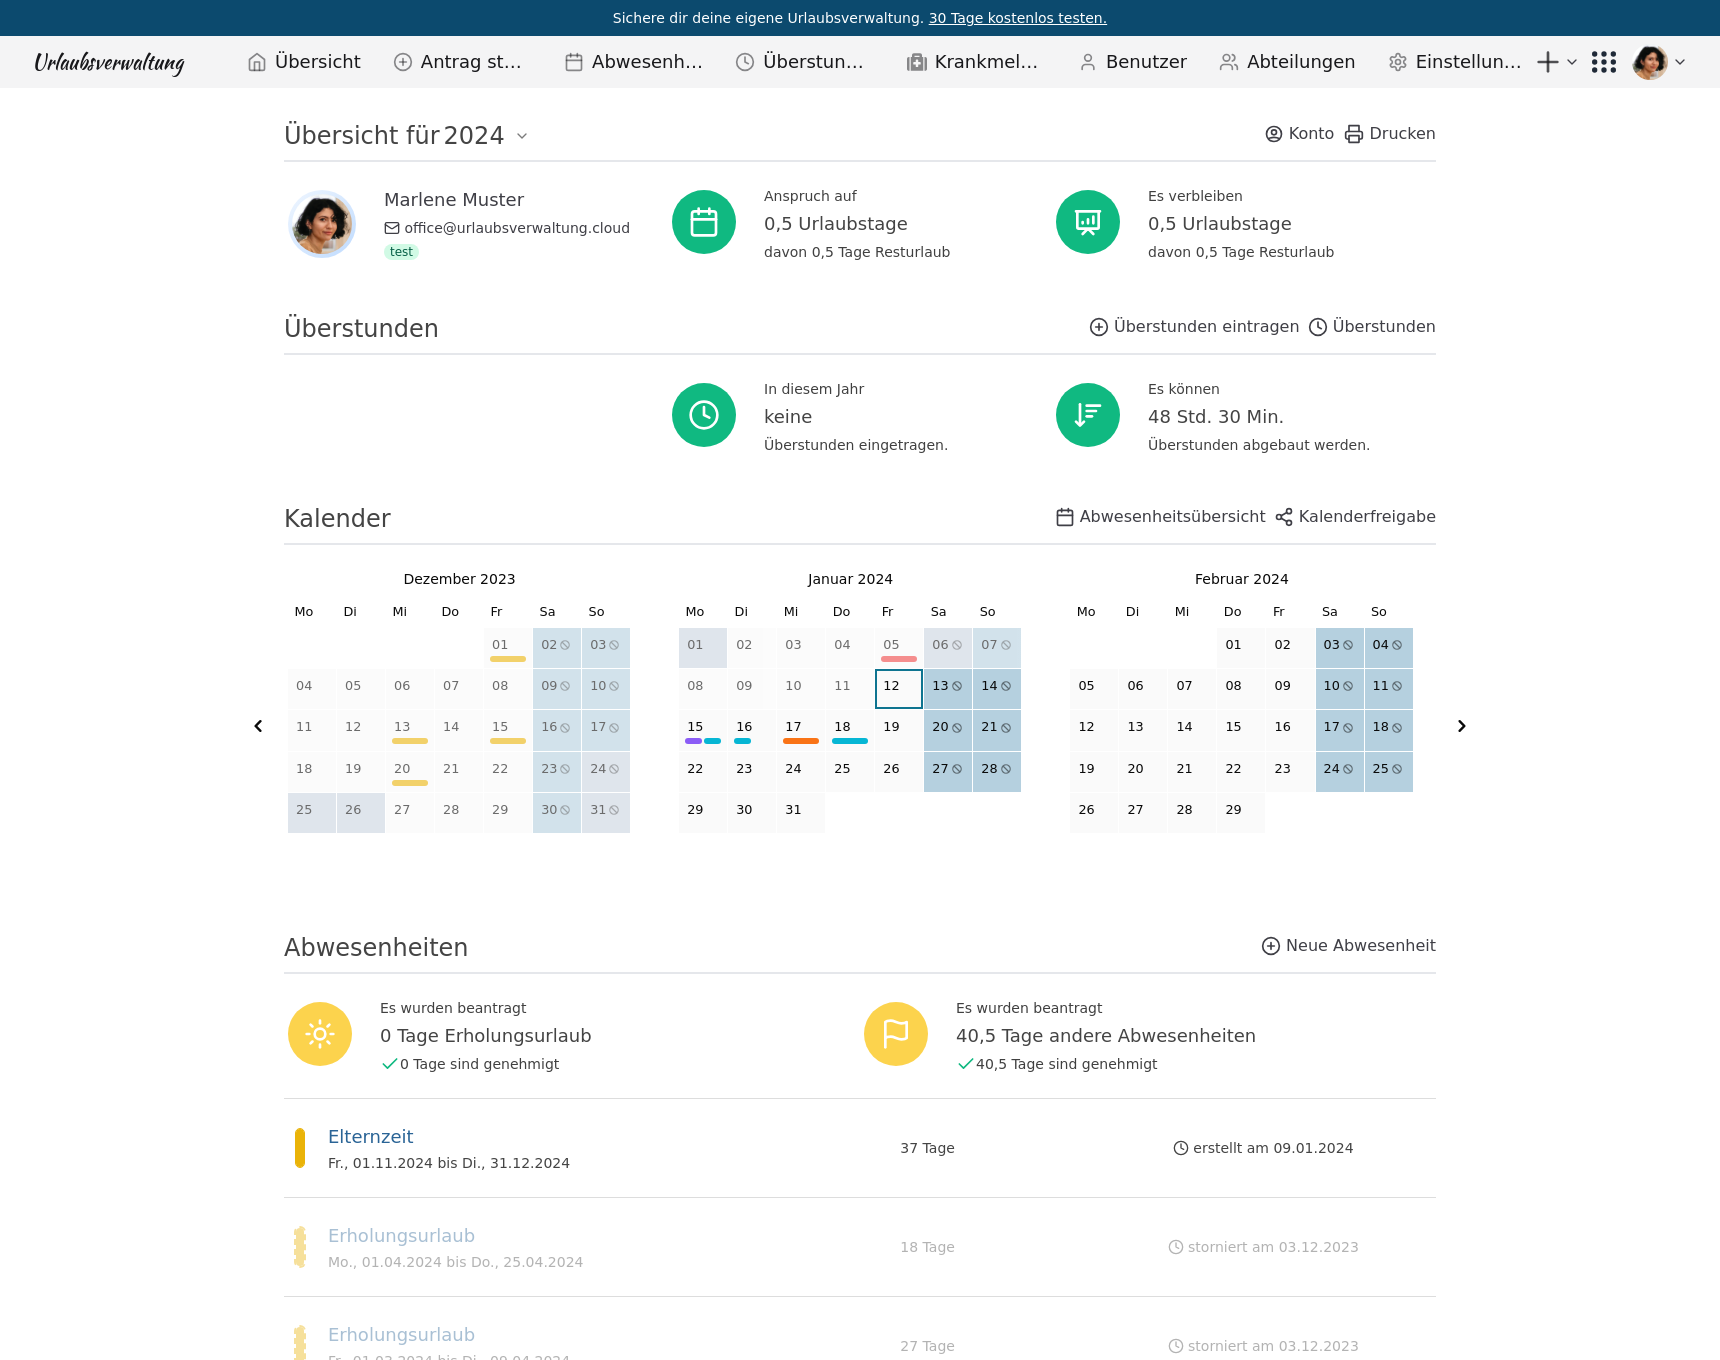 Sichere dir deine eigene Urlaubsverwaltung. 30 Tage kostenlos testen.
Urlaubsverwaltung Übersicht Antrag st… Abwesenh… Überstun… Krankmel… Benutzer Abteilungen Einstellun…
Übersicht für 2024 Konto Drucken
Marlene Muster
office@urlaubsverwaltung.cloud
test
Anspruch auf
0,5 Urlaubstage
davon 0,5 Tage Resturlaub
Es verbleiben
0,5 Urlaubstage
davon 0,5 Tage Resturlaub
Überstunden Überstunden eintragen Überstunden
In diesem Jahr
keine
Überstunden eingetragen.
Es können
48 Std. 30 Min.
Überstunden abgebaut werden.
Kalender Abwesenheitsübersicht Kalenderfreigabe
Dezember 2023
Mo Di Mi Do Fr Sa So
01 02 03
04 05 06 07 08 09 10
11 12 13 14 15 16 17
18 19 20 21 22 23 24
25 26 27 28 29 30 31
Januar 2024
Mo Di Mi Do Fr Sa So
01 02 03 04 05 06 07
08 09 10 11 12 13 14
15 16 17 18 19 20 21
22 23 24 25 26 27 28
29 30 31
Februar 2024
Mo Di Mi Do Fr Sa So
01 02 03 04
05 06 07 08 09 10 11
12 13 14 15 16 17 18
19 20 21 22 23 24 25
26 27 28 29
Abwesenheiten Neue Abwesenheit
Es wurden beantragt
0 Tage Erholungsurlaub
0 Tage sind genehmigt
Es wurden beantragt
40,5 Tage andere Abwesenheiten
40,5 Tage sind genehmigt
Elternzeit
Fr., 01.11.2024 bis Di., 31.12.2024
37 Tage
erstellt am 09.01.2024
Erholungsurlaub
Mo., 01.04.2024 bis Do., 25.04.2024
18 Tage
storniert am 03.12.2023
Erholungsurlaub
Fr., 01.03.2024 bis Di., 09.04.2024
27 Tage
storniert am 03.12.2023